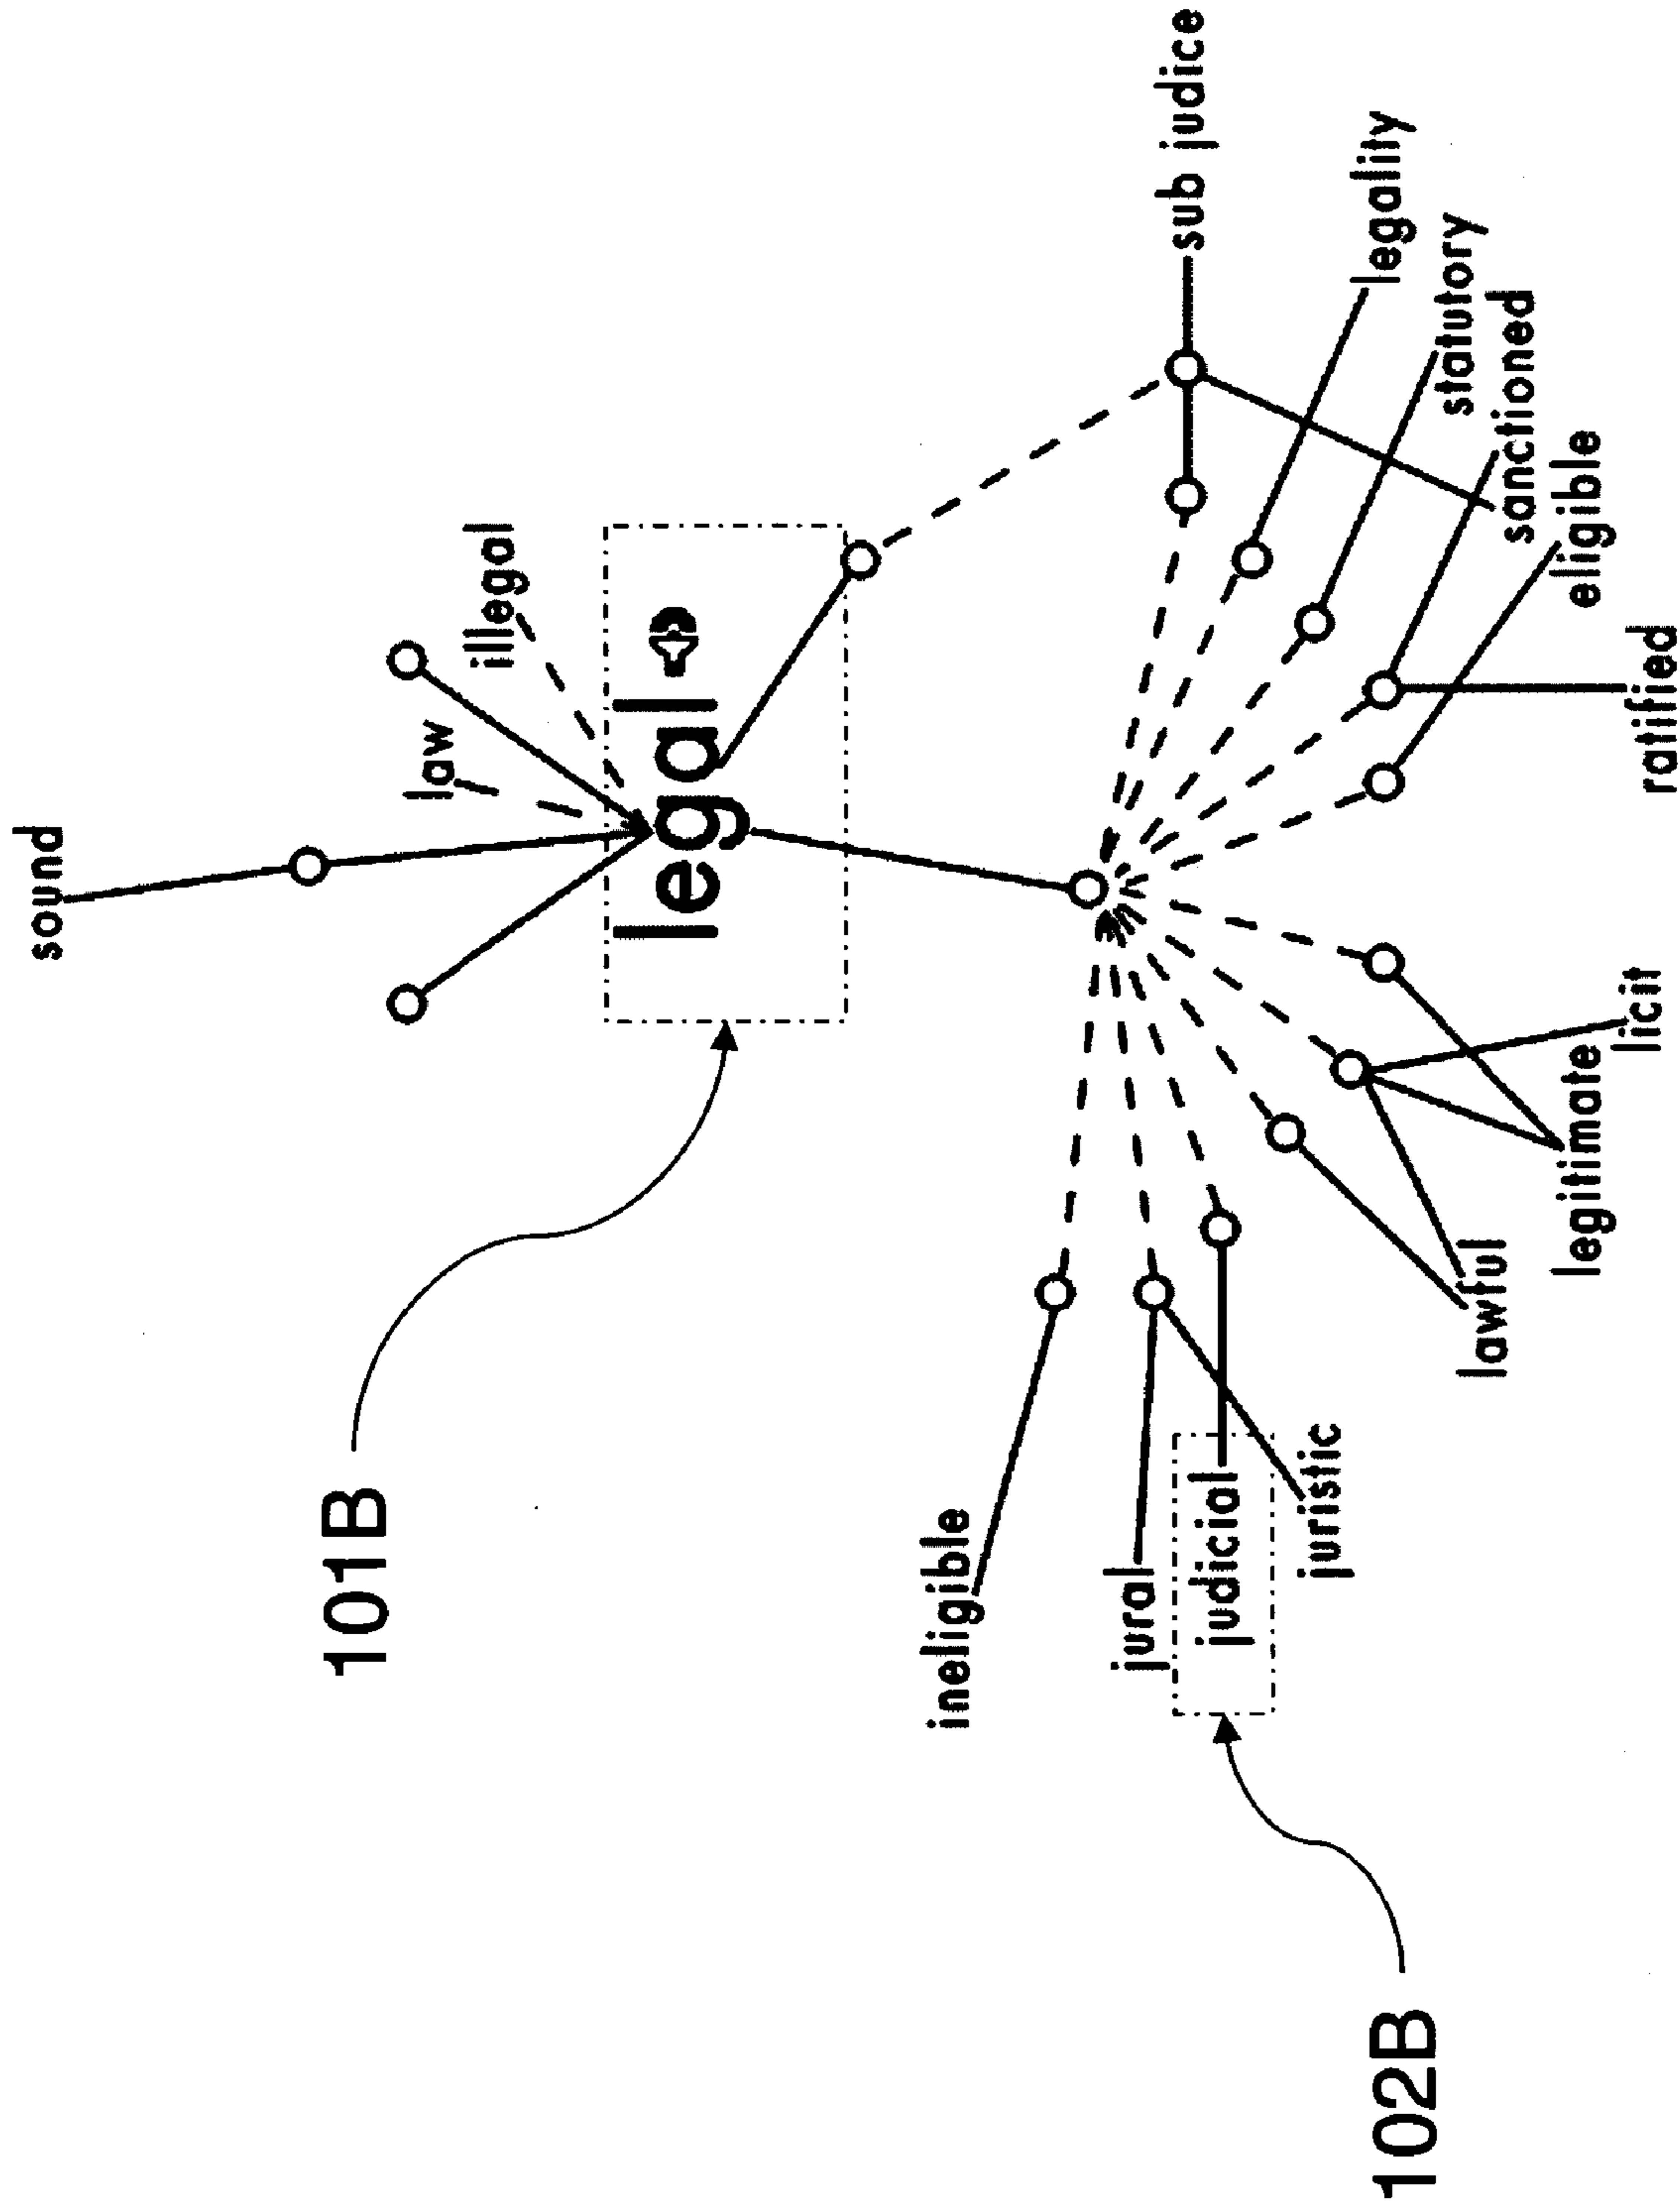 sound
law
illegal
legal
101B
sub judice
legality
statutory
sanctioned
eligible
ratified
licit
legitimate
lawful
juristic
judicial
jural
ineligible
102B